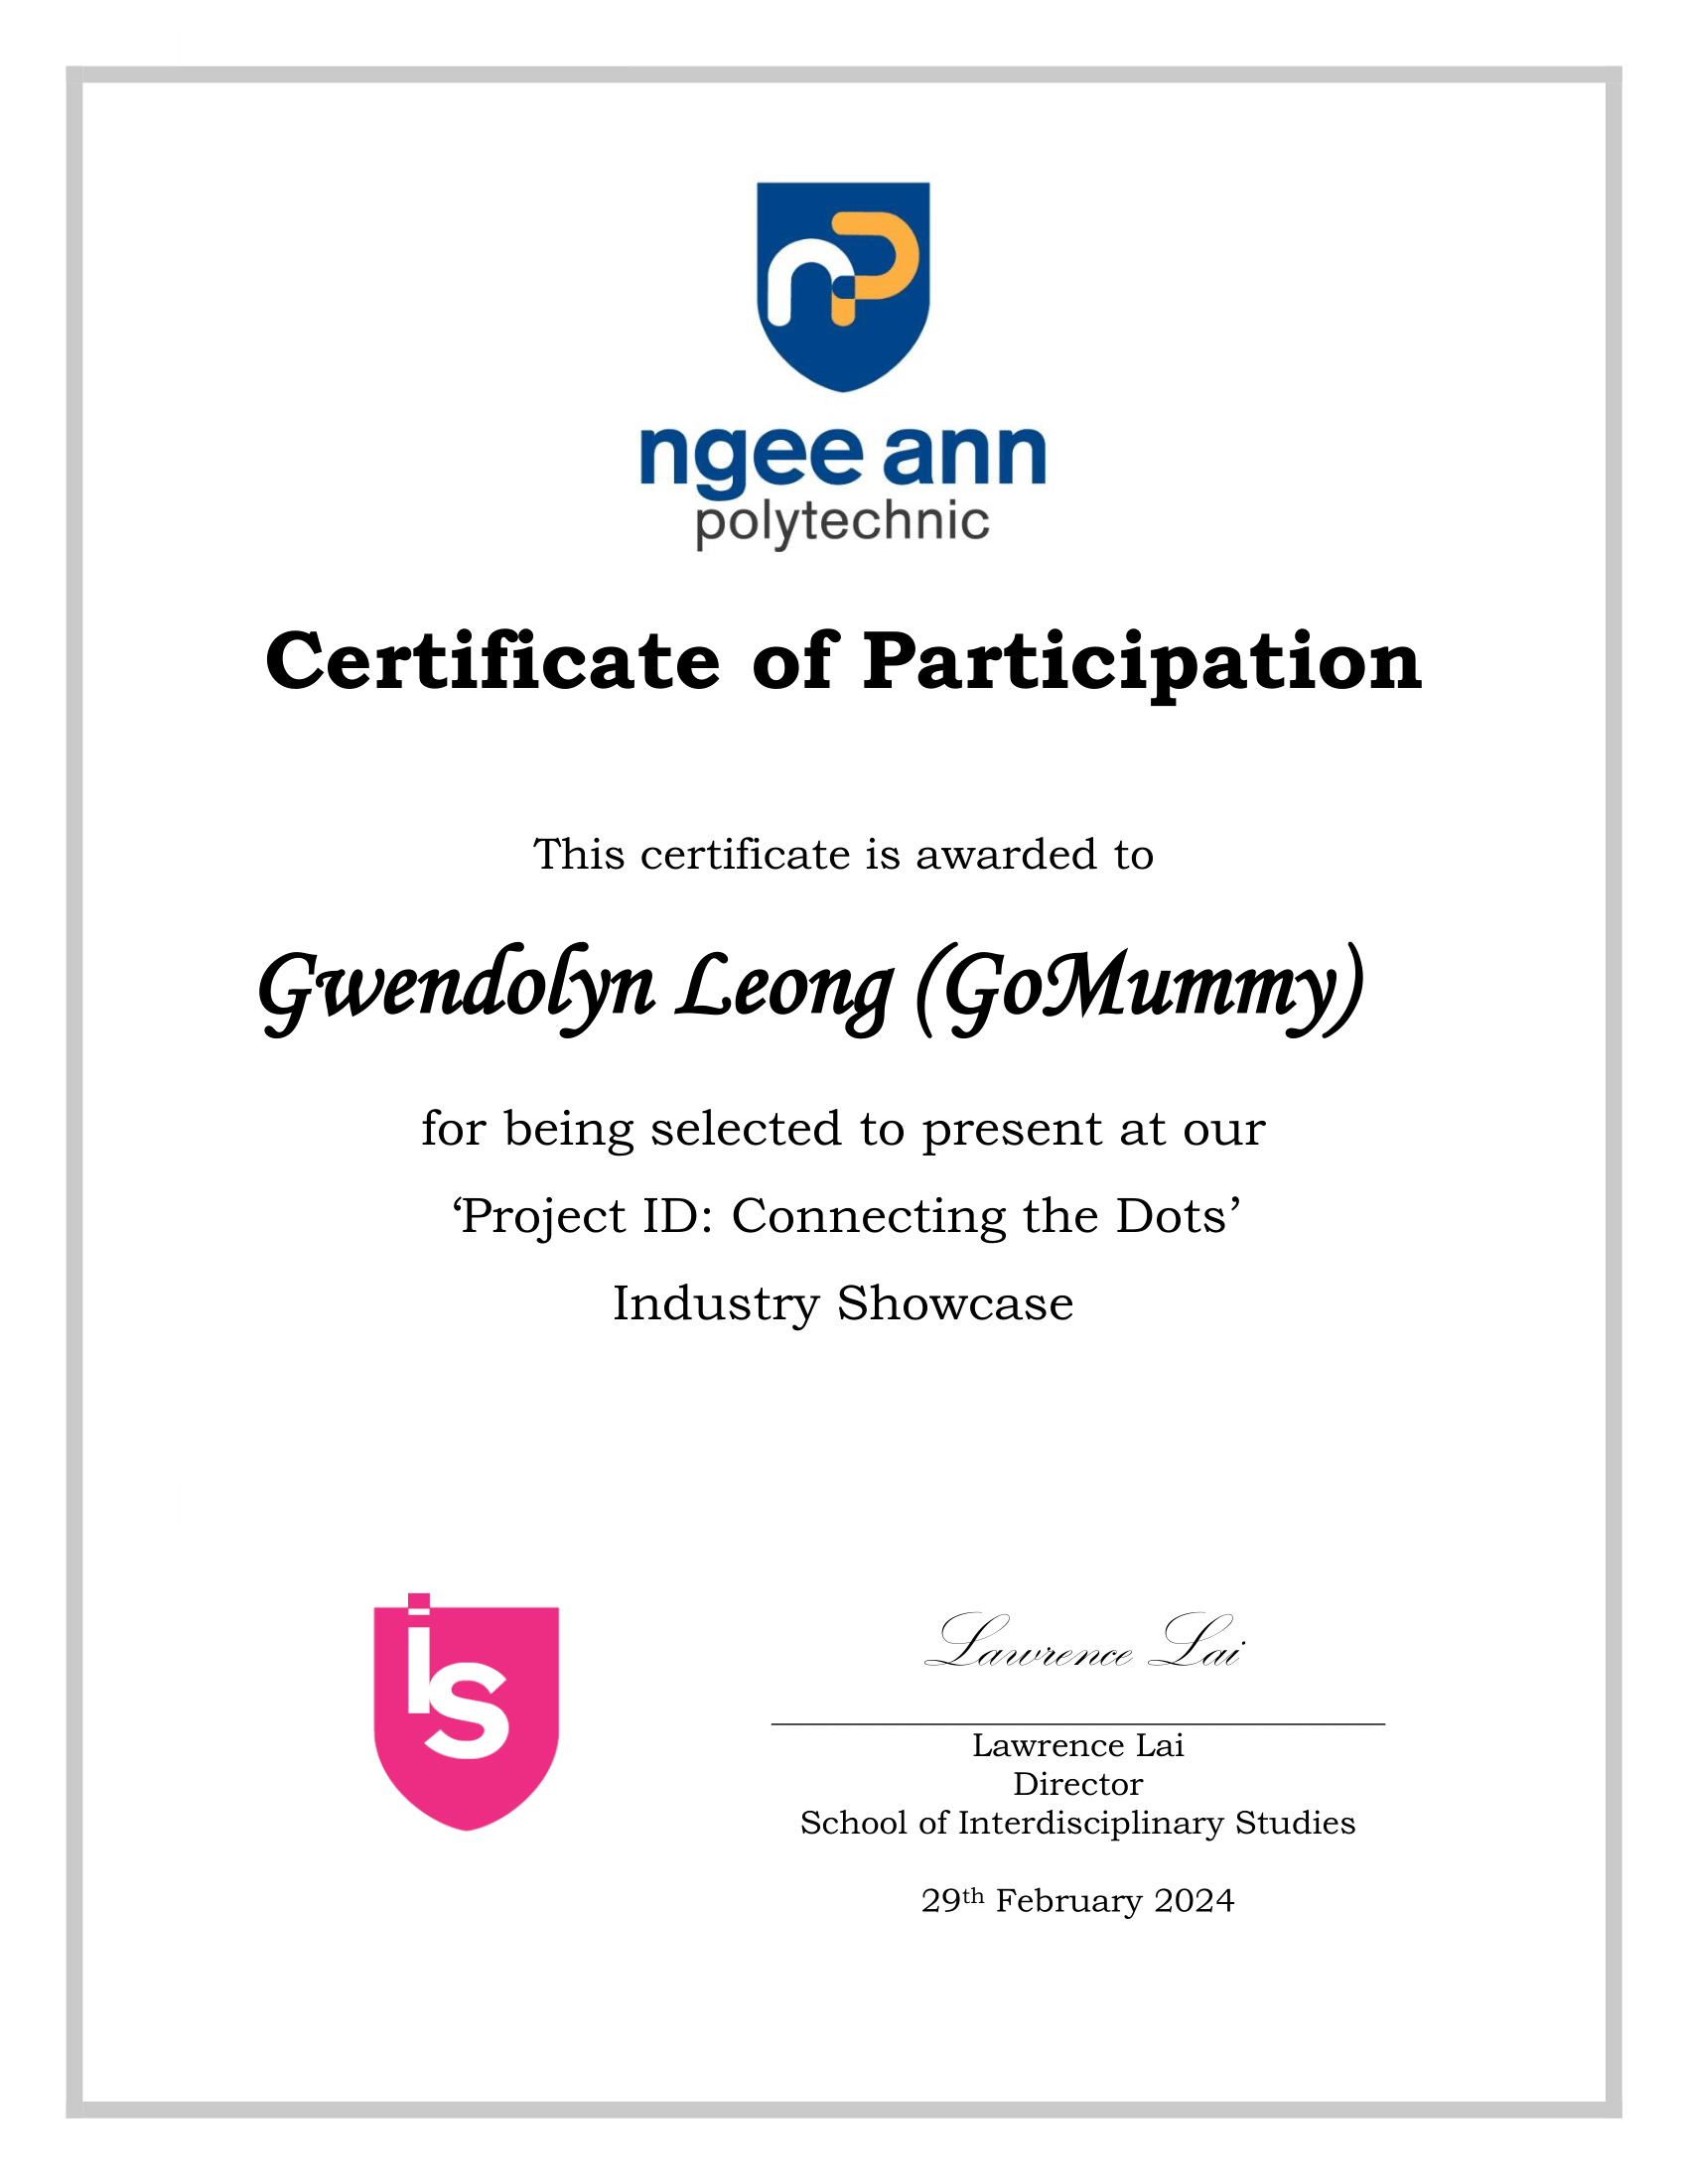 nP
ngee ann
polytechnic
Certificate of Participation
This certificate is awarded to
Gwendolyn Leong (GoMummy)
for being selected to present at our
‘Project ID: Connecting the Dots’
Industry Showcase
is
Lawrence Lai
Lawrence Lai
Director
School of Interdisciplinary Studies
29th February 2024